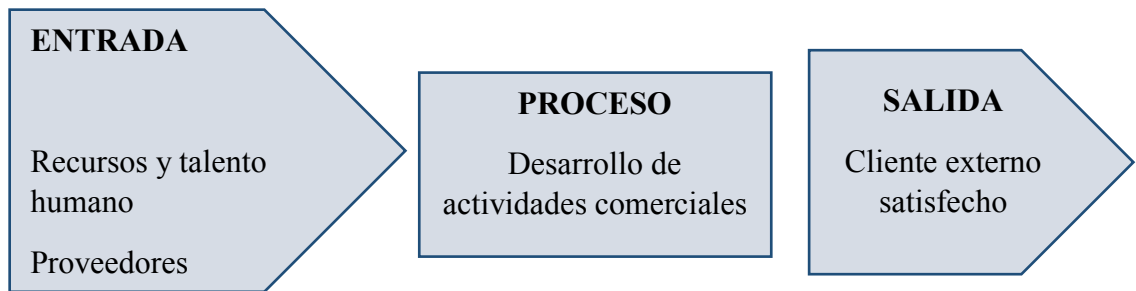 ENTRADA
Recursos y talento
humano
Proveedores
PROCESO
Desarrollo de
actividades comerciales
SALIDA
Cliente externo
satisfecho